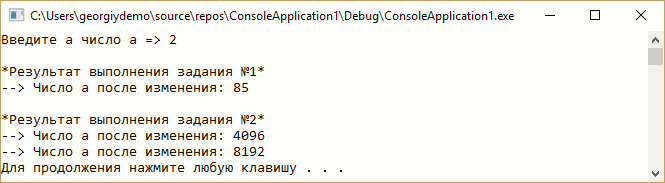 C:\Users\georgiydemo\source\repos\ConsoleApplication1\Debug\ConsoleApplication1.exe
Введите a число a => 2
*Результат выполнения задания №1*
--> Число a после изменения: 85
*Результат выполнения задания №2*
--> Число a после изменения: 4096
--> Число a после изменения: 8192
Для продолжения нажмите любую клавишу . . .